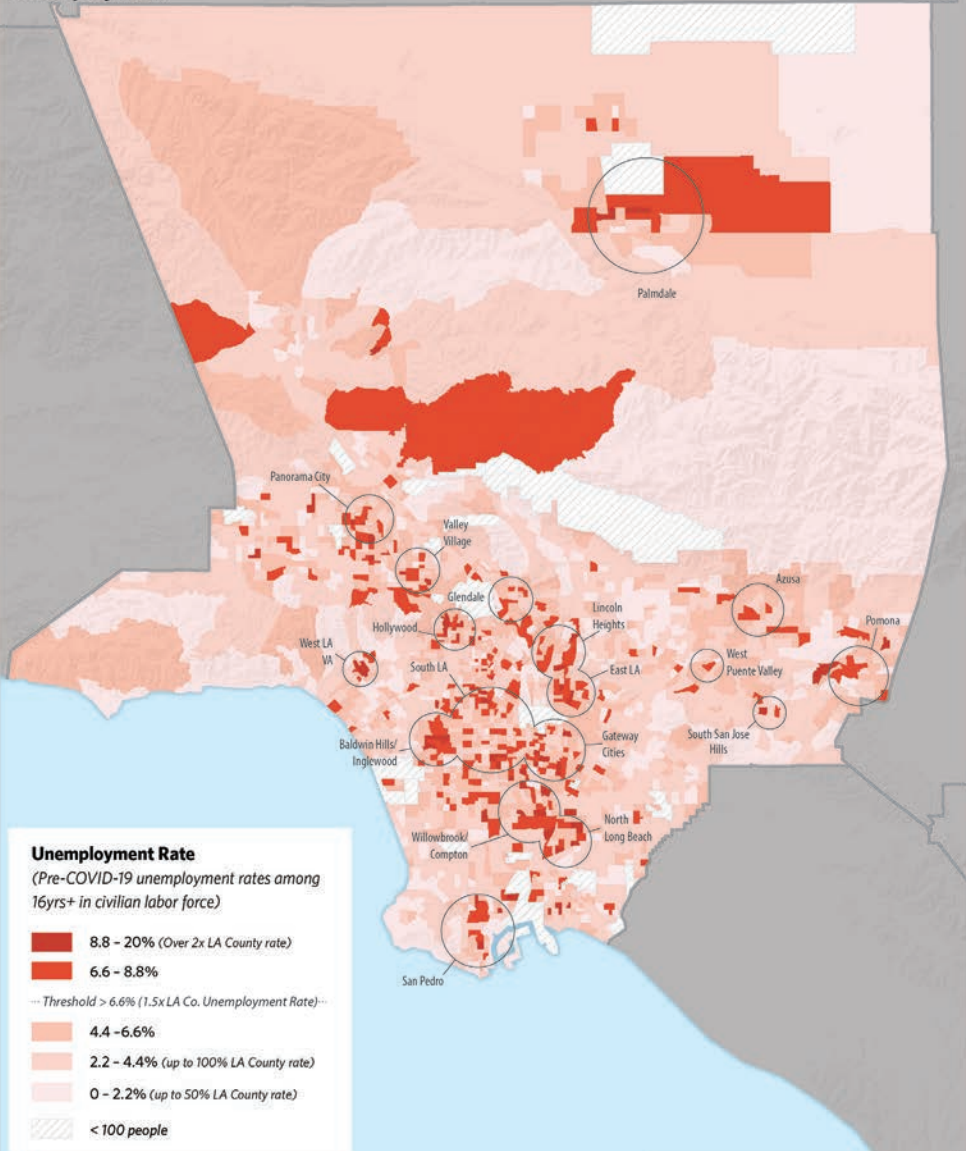 Palmdale
Panorama City
Valley
Village
Azusa
Glendale
Lincoln
Heights
Pomona
Hollywood
West LA
VA
South LA
East LA
West
Puente Valley
Baldwin Hills/
Inglewood
Gateway
Cities
South San Jose
Hills
Willowbrook/
Compton
North
Long Beach
San Pedro
Unemployment Rate
(Pre-COVID-19 unemployment rates among
16yrs+ in civilian labor force)
8.8 – 20% (Over 2x LA County rate)
6.6 – 8.8%
··· Threshold > 6.6% (1.5x LA Co. Unemployment Rate)···
4.4 –6.6%
2.2 – 4.4% (up to 100% LA County rate)
0 – 2.2% (up to 50% LA County rate)
< 100 people